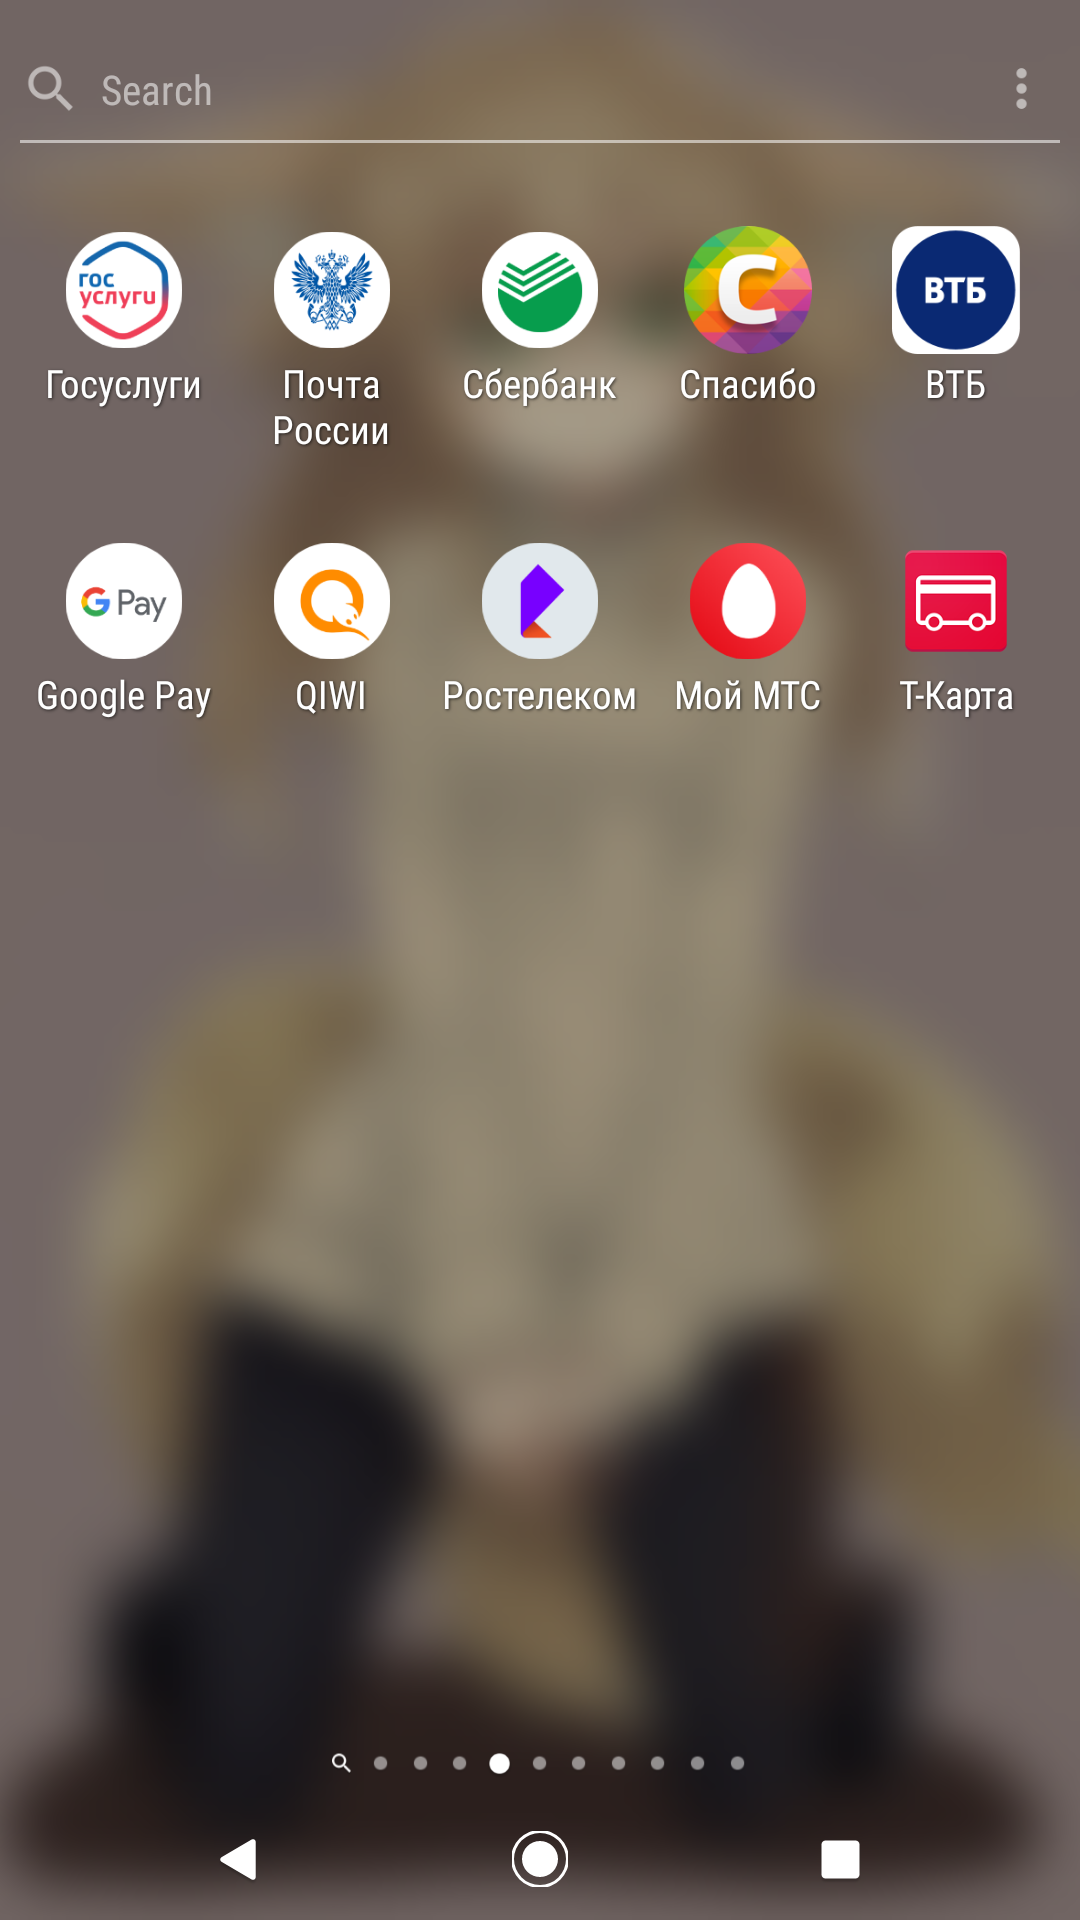 Search
гос
услуги
С
ВТБ
Госуслуги
Почта
России
Сбербанк
Спасибо
ВТБ
G Pay
Google Pay
QIWI
Ростелеком
Мой МТС
Т-Карта